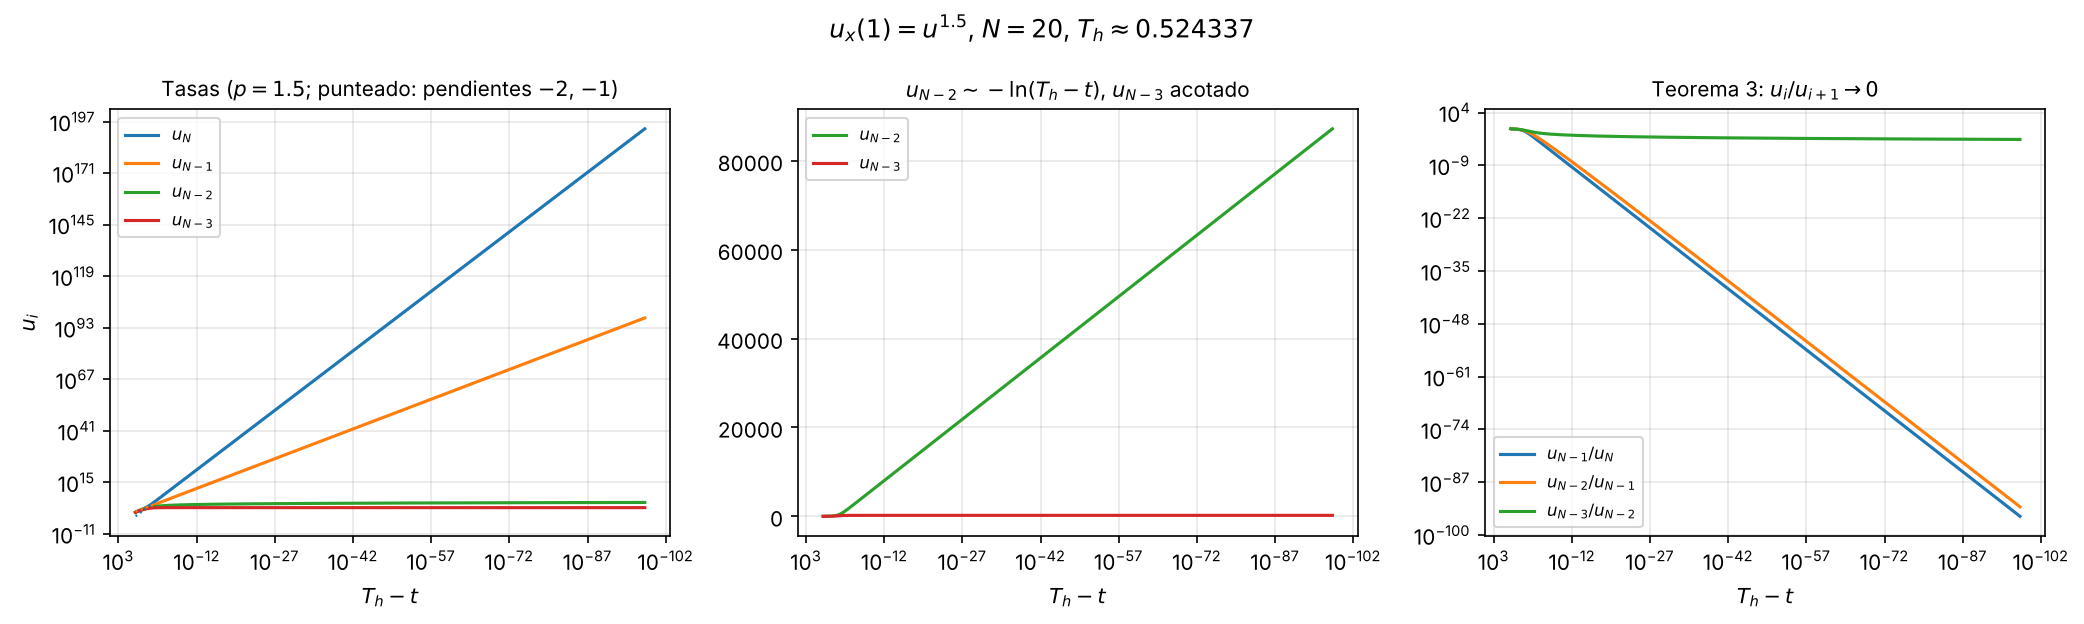 u_x(1) = u^{1.5}, N = 20, T_h ≈ 0.524337
Tasas (p = 1.5; punteado: pendientes −2, −1)
10^{197}
10^{171}
10^{145}
10^{119}
10^{93}
10^{67}
10^{41}
10^{15}
10^{−11}
u_i
u_N
u_{N−1}
u_{N−2}
u_{N−3}
10^{3} 10^{−12} 10^{−27} 10^{−42} 10^{−57} 10^{−72} 10^{−87} 10^{−102}
T_h − t
u_{N−2} ∼ − ln(T_h − t), u_{N−3} acotado
80000
60000
40000
20000
0
u_{N−2}
u_{N−3}
10^{3} 10^{−12} 10^{−27} 10^{−42} 10^{−57} 10^{−72} 10^{−87} 10^{−102}
T_h − t
Teorema 3: u_i/u_{i+1} → 0
10^{4}
10^{−9}
10^{−22}
10^{−35}
10^{−48}
10^{−61}
10^{−74}
10^{−87}
10^{−100}
u_{N−1}/u_N
u_{N−2}/u_{N−1}
u_{N−3}/u_{N−2}
10^{3} 10^{−12} 10^{−27} 10^{−42} 10^{−57} 10^{−72} 10^{−87} 10^{−102}
T_h − t